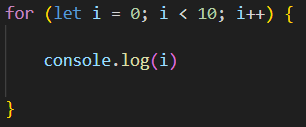 for (let i = 0; i < 10; i++) {
console.log(i)
}